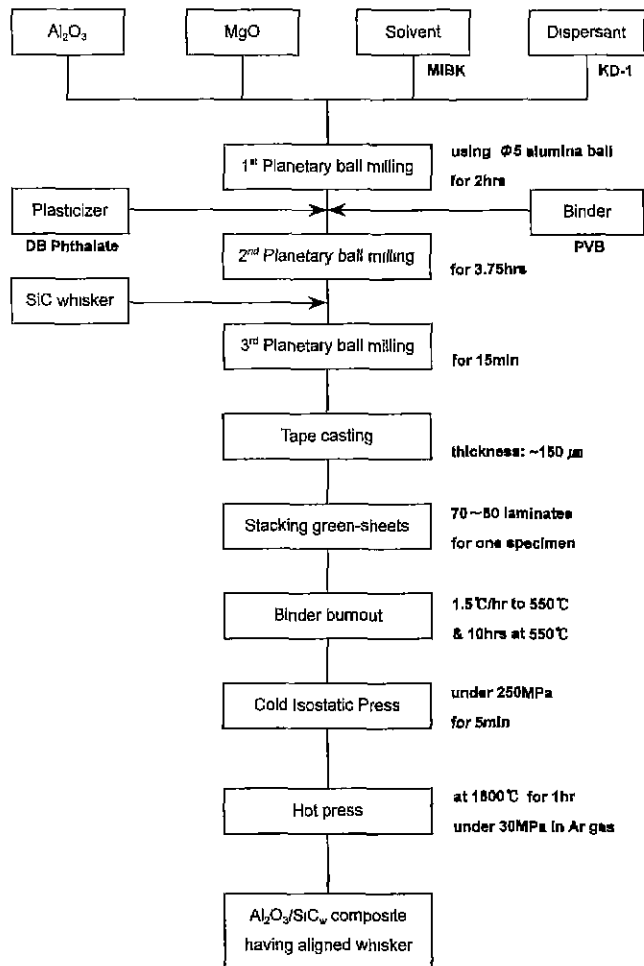 Al₂O₃
MgO
Solvent
Dispersant
MIBK
KD-1
1ˢᵗ Planetary ball milling
using Φ5 alumina ball
for 2hrs
Plasticizer
Binder
DB Phthalate
PVB
2ⁿᵈ Planetary ball milling
for 3.75hrs
SiC whisker
3ʳᵈ Planetary ball milling
for 15min
Tape casting
thickness: ~150 ㎛
Stacking green-sheets
70~80 laminates
for one specimen
Binder burnout
1.5℃/hr to 550℃
& 10hrs at 550℃
Cold Isostatic Press
under 250MPa
for 5min
Hot press
at 1800℃ for 1hr
under 30MPa in Ar gas
Al₂O₃/SiC_w composite
having aligned whisker